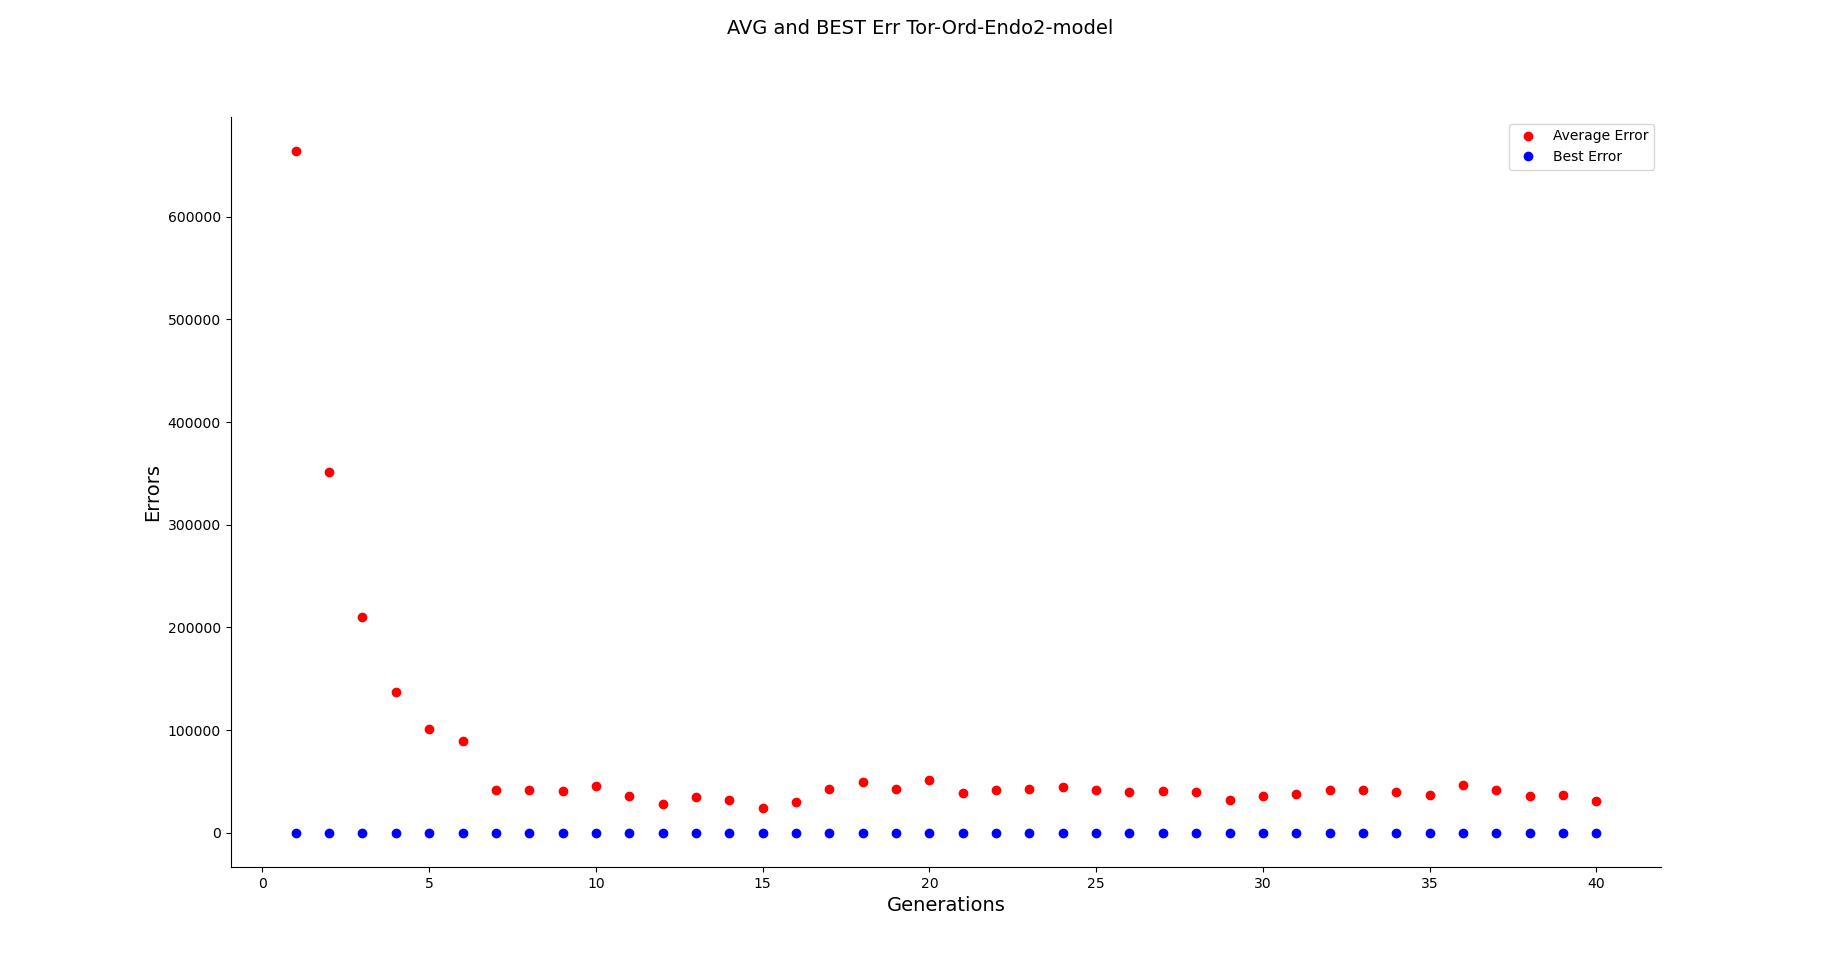 AVG and BEST Err Tor-Ord-Endo2-model
Average Error
Best Error
600000
500000
400000
300000
200000
100000
0
Errors
0 5 10 15 20 25 30 35 40
Generations